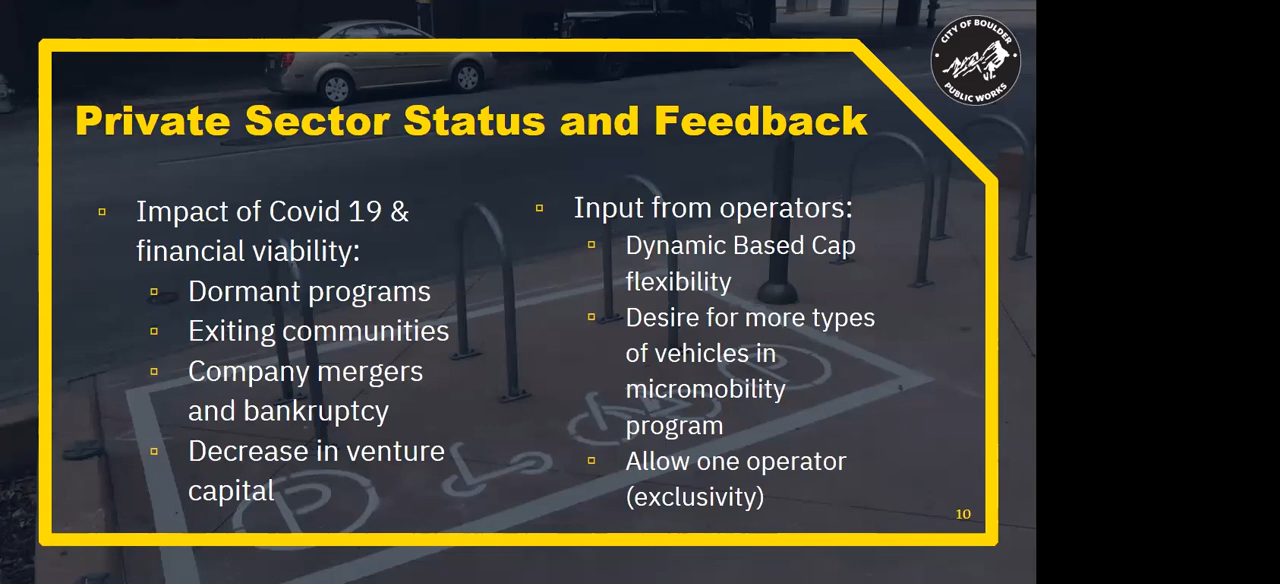 CITY OF BOULDER
PUBLIC WORKS
Private Sector Status and Feedback
▫ Impact of Covid 19 &
financial viability:
▫ Dormant programs
▫ Exiting communities
▫ Company mergers
and bankruptcy
▫ Decrease in venture
capital
▫ Input from operators:
▫ Dynamic Based Cap
flexibility
▫ Desire for more types
of vehicles in
micromobility
program
▫ Allow one operator
(exclusivity)
10